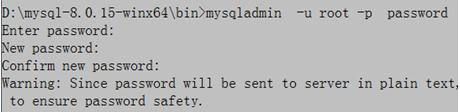 D:\mysql-8.0.15-winx64\bin>mysqladmin  -u root -p  password
Enter password:
New password:
Confirm new password:
Warning: Since password will be sent to server in plain text,
 to ensure password safety.